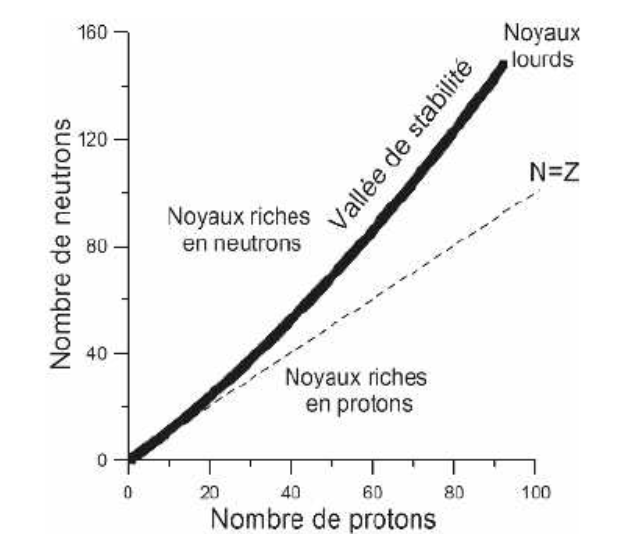 160
Noyaux
lourds
Vallée de stabilité
120
N=Z
Noyaux riches
en neutrons
80
Nombre de neutrons
40
Noyaux riches
en protons
0
0 20 40 60 80 100
Nombre de protons